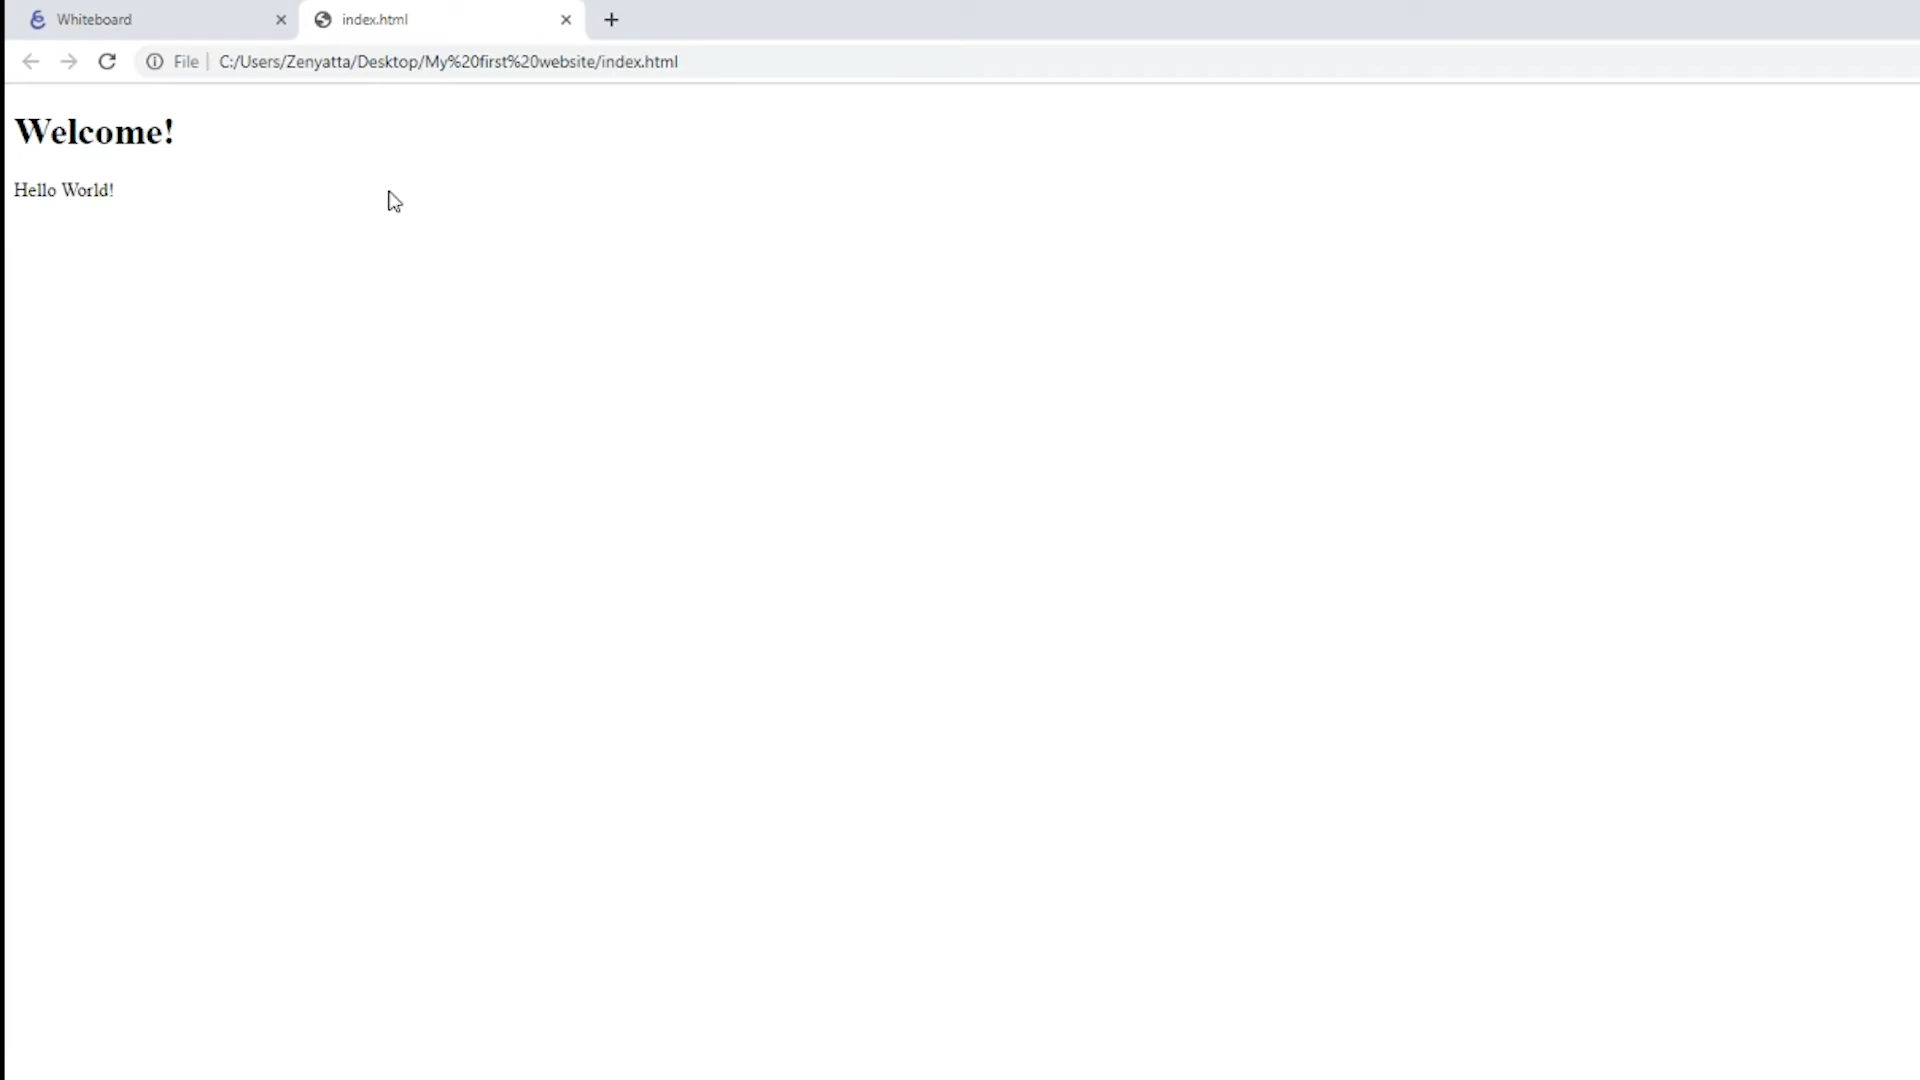 Whiteboard
index.html
File
C:/Users/Zenyatta/Desktop/My%20first%20website/index.html
Welcome!
Hello World!